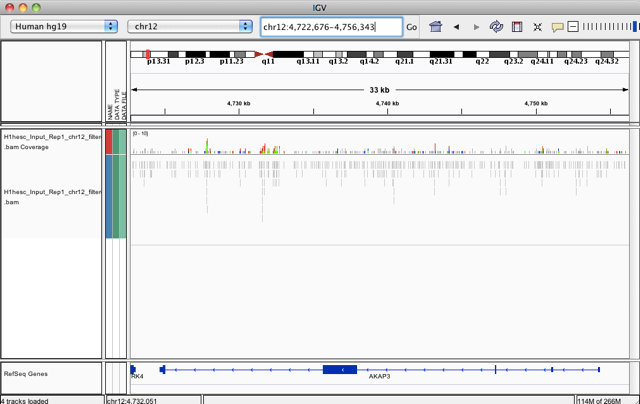 IGV
Human hg19 chr12 chr12:4,722,676-4,756,343 Go
p13.31 p12.3 p11.23 q11 q13.11 q13.2 q14.2 q21.1 q21.31 q22 q23.2 q24.11 q24.23 q24.32
33 kb
4,730 kb 4,740 kb 4,750 kb
NAME
DATA TYPE
DATA FILE
H1hesc_Input_Rep1_chr12_filter
.bam Coverage
[0 - 10]
H1hesc_Input_Rep1_chr12_filter
.bam
RefSeq Genes
RK4 AKAP3
4 tracks loaded chr12:4,732,051 114M of 266M